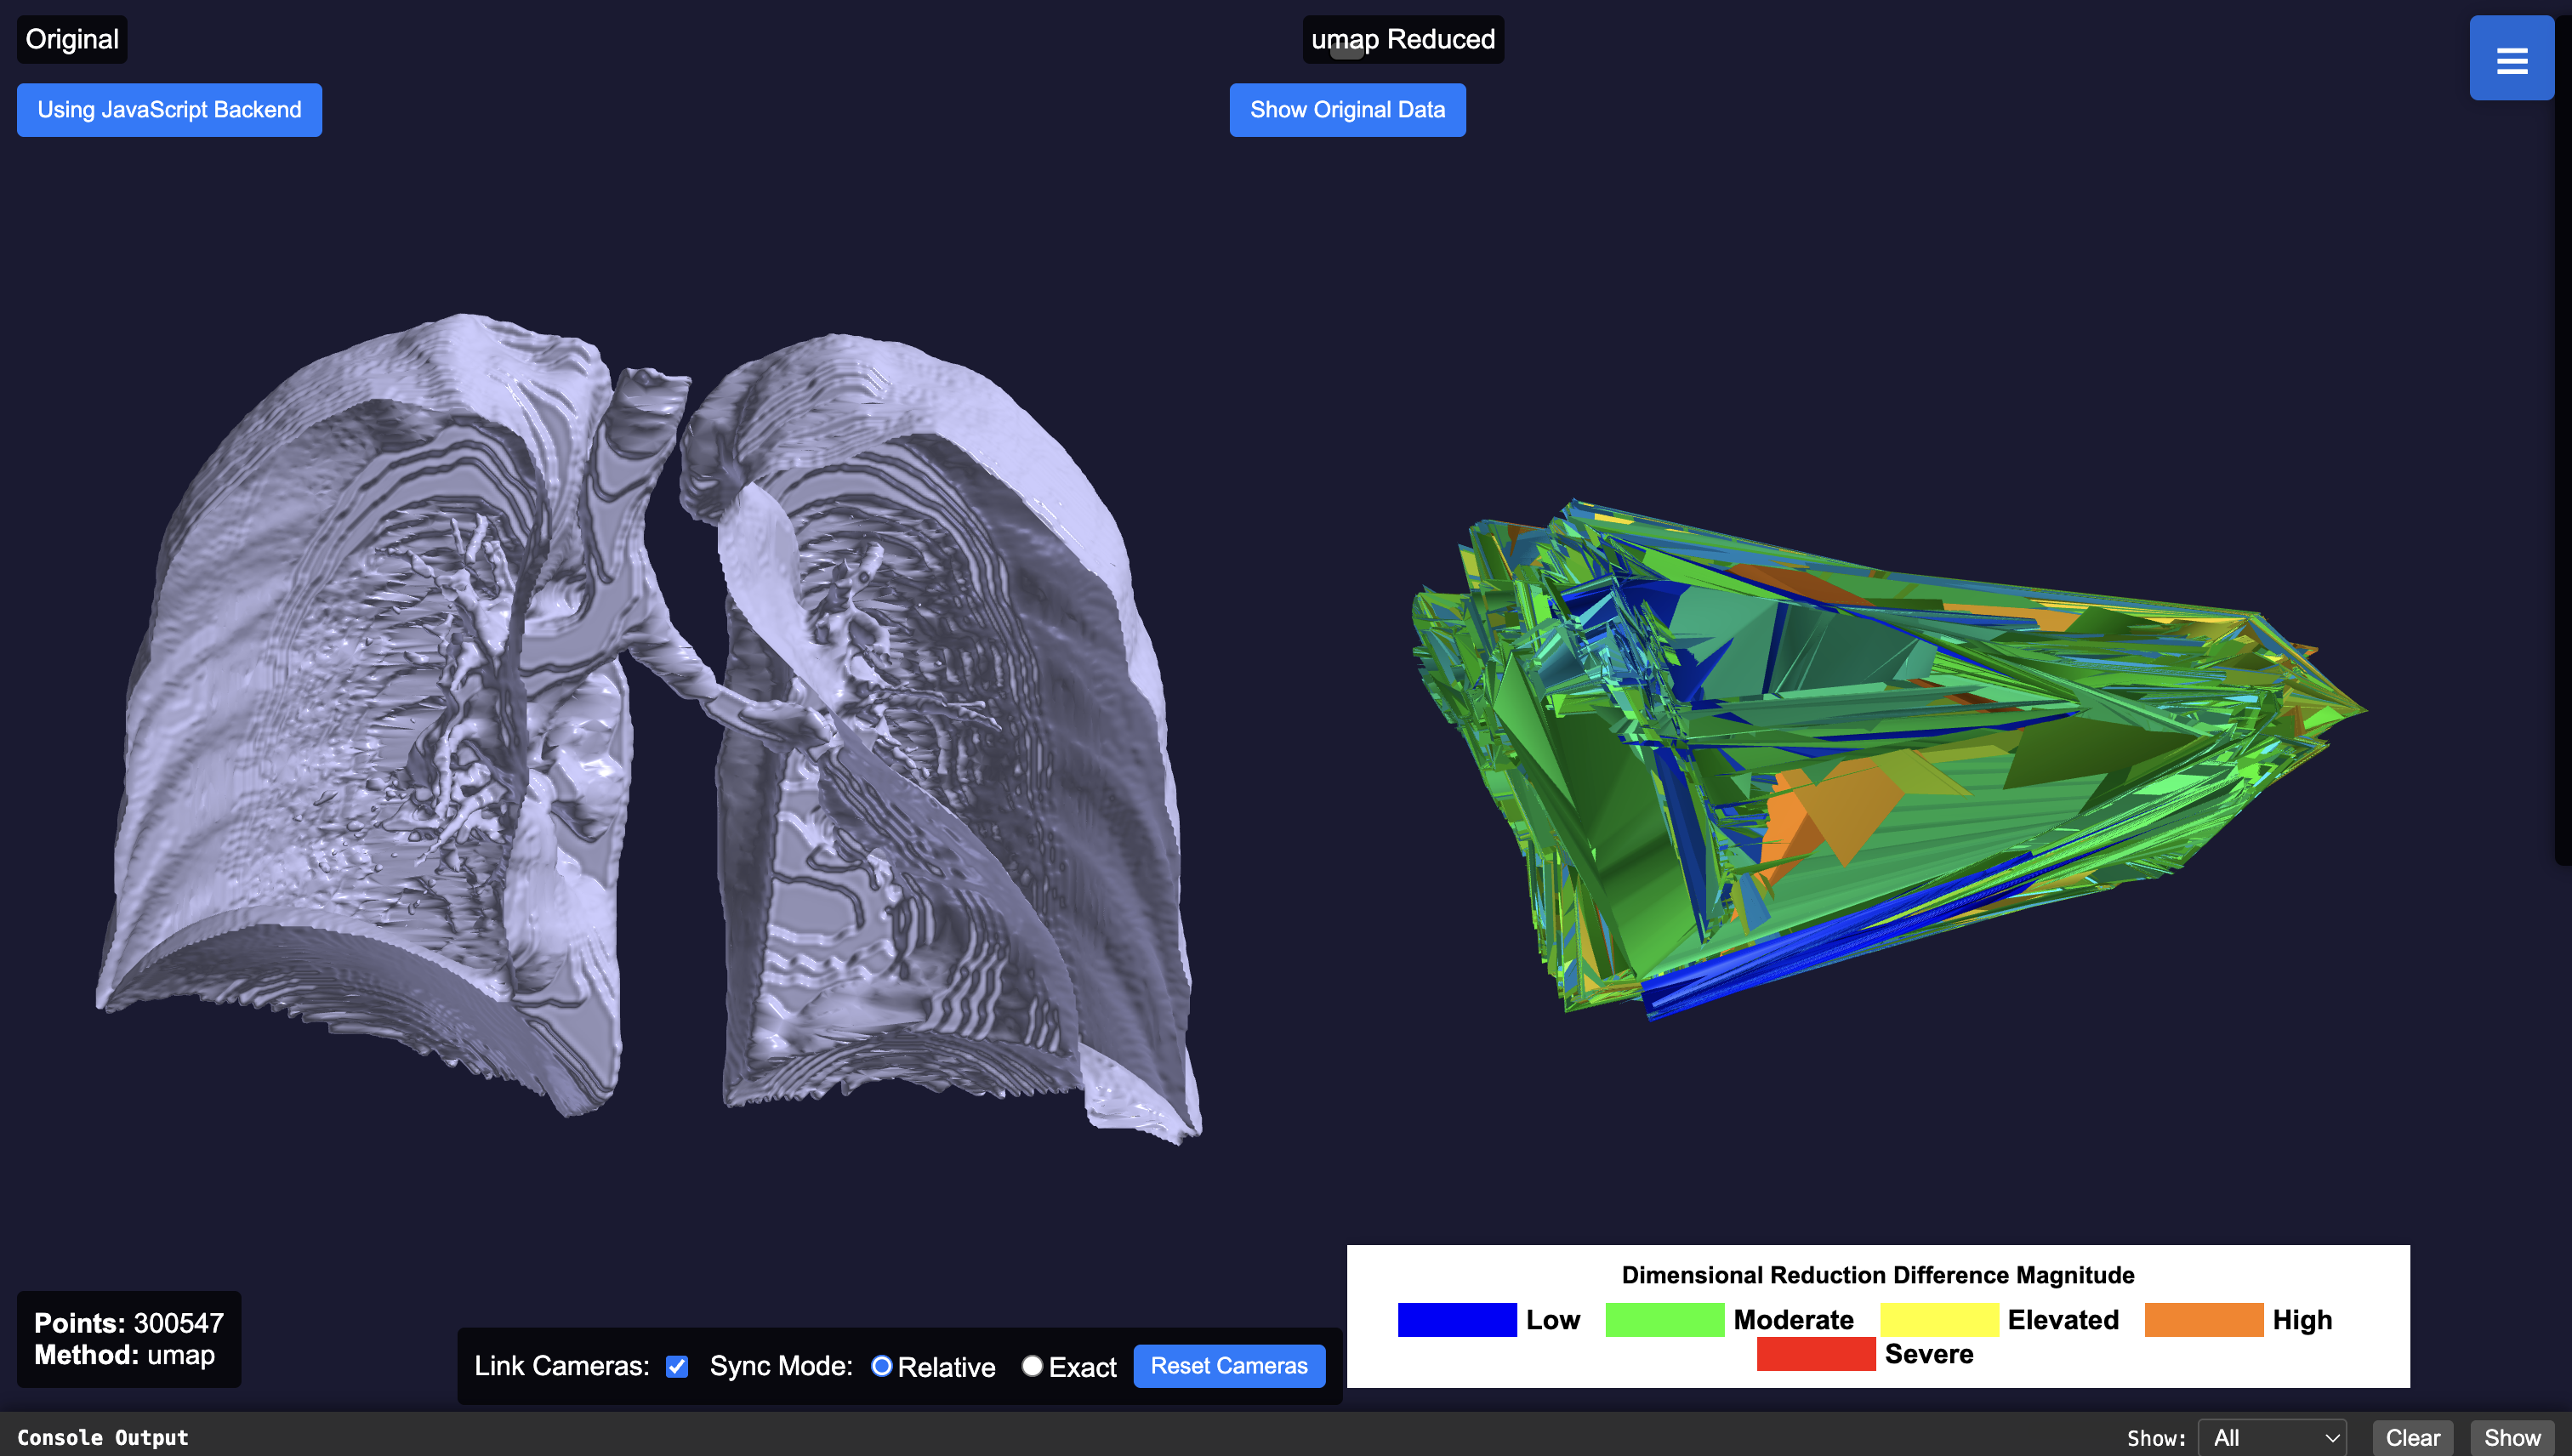 Original
umap Reduced
Using JavaScript Backend
Show Original Data
Dimensional Reduction Difference Magnitude
Low Moderate Elevated High
Severe
Points: 300547
Method: umap
Link Cameras: Sync Mode: Relative Exact Reset Cameras
Console Output Show: All Clear Show